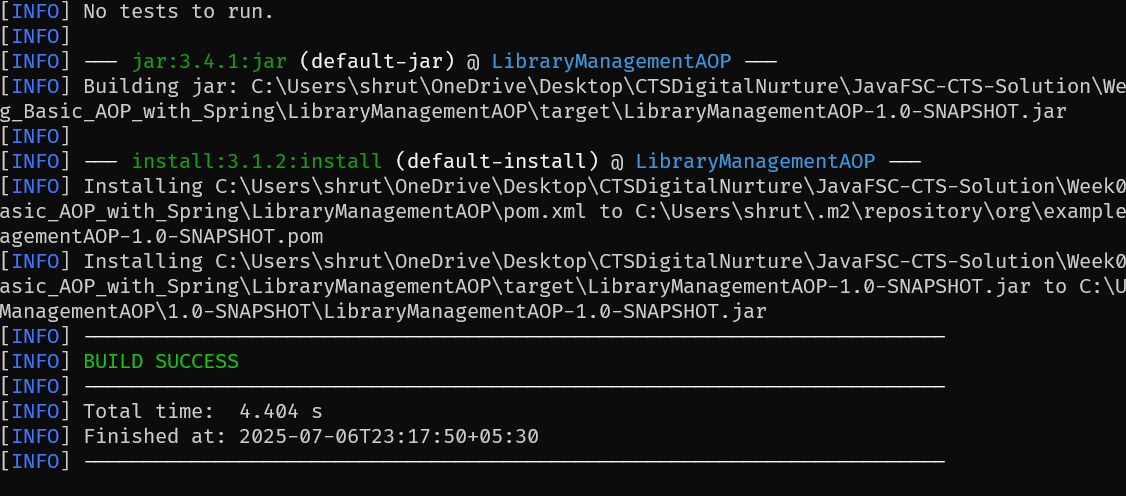 [INFO] No tests to run.
[INFO]
[INFO] --- jar:3.4.1:jar (default-jar) @ LibraryManagementAOP ---
[INFO] Building jar: C:\Users\shrut\OneDrive\Desktop\CTSDigitalNurture\JavaFSC-CTS-Solution\We
g_Basic_AOP_with_Spring\LibraryManagementAOP\target\LibraryManagementAOP-1.0-SNAPSHOT.jar
[INFO]
[INFO] --- install:3.1.2:install (default-install) @ LibraryManagementAOP ---
[INFO] Installing C:\Users\shrut\OneDrive\Desktop\CTSDigitalNurture\JavaFSC-CTS-Solution\Week0
asic_AOP_with_Spring\LibraryManagementAOP\pom.xml to C:\Users\shrut\.m2\repository\org\example
agementAOP-1.0-SNAPSHOT.pom
[INFO] Installing C:\Users\shrut\OneDrive\Desktop\CTSDigitalNurture\JavaFSC-CTS-Solution\Week0
asic_AOP_with_Spring\LibraryManagementAOP\target\LibraryManagementAOP-1.0-SNAPSHOT.jar to C:\U
ManagementAOP\1.0-SNAPSHOT\LibraryManagementAOP-1.0-SNAPSHOT.jar
[INFO] ------------------------------------------------------------------------
[INFO] BUILD SUCCESS
[INFO] ------------------------------------------------------------------------
[INFO] Total time:  4.404 s
[INFO] Finished at: 2025-07-06T23:17:50+05:30
[INFO] ------------------------------------------------------------------------